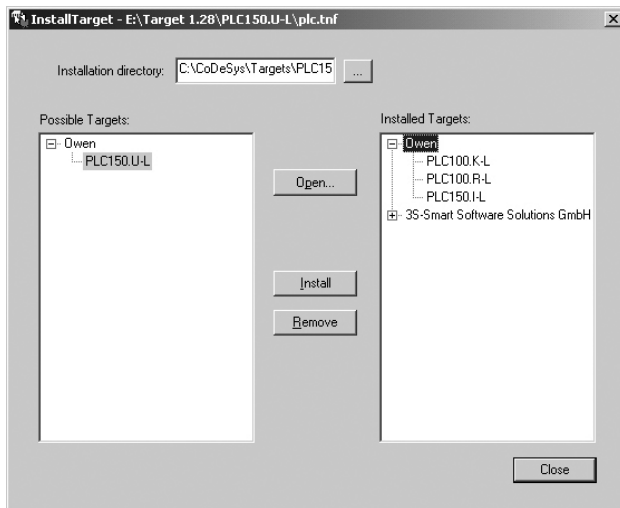 InstallTarget - E:\Target 1.28\PLC150.U-L\plc.tnf
Installation directory: C:\CoDeSys\Targets\PLC15 ...
Possible Targets:
Owen
PLC150.U-L
Open...
Install
Remove
Installed Targets:
Owen
PLC100.K-L
PLC100.R-L
PLC150.I-L
3S-Smart Software Solutions GmbH
Close